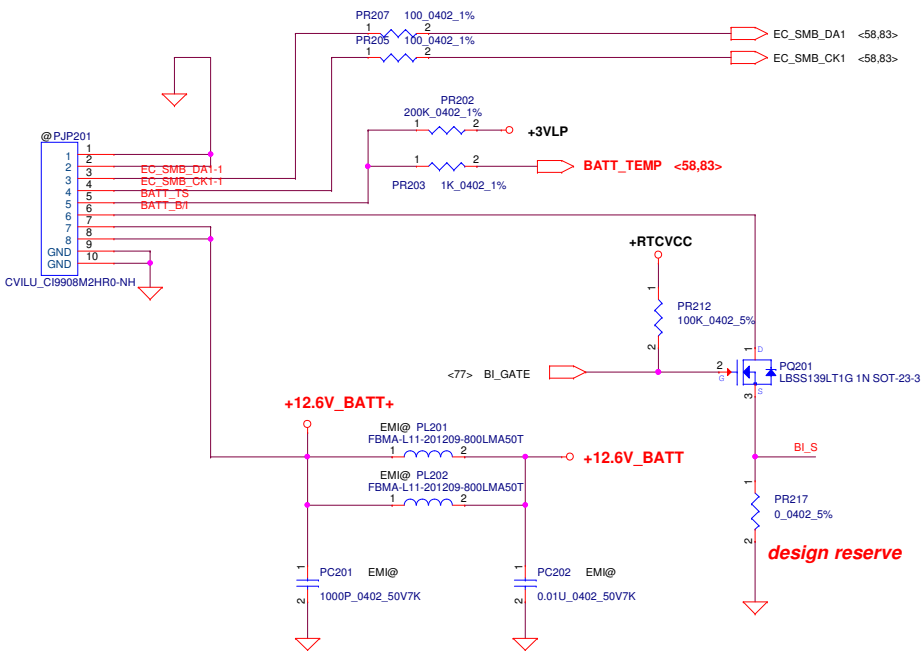 PR207 100_0402_1%
1 2
EC_SMB_DA1 <58,83>
PR205 100_0402_1%
1 2
EC_SMB_CK1 <58,83>
PR202
200K_0402_1%
1 2
+3VLP
1 2
BATT_TEMP <58,83>
PR203 1K_0402_1%
@ PJP201
1 1
2 2
3 3
4 4
5 5
6 6
7 7
8 8
GND 9
GND 10
EC_SMB_DA1-1
EC_SMB_CK1-1
BATT_TS
BATT_B/I
CVILU_CI9908M2HR0-NH
+RTCVCC
1
PR212
100K_0402_5%
2
<77> BI_GATE
1 D
2 G
3 S
PQ201
LBSS139LT1G 1N SOT-23-3
+12.6V_BATT+
EMI@ PL201
FBMA-L11-201209-800LMA50T
1 2
+12.6V_BATT
EMI@ PL202
FBMA-L11-201209-800LMA50T
1 2
BI_S
1
PR217
0_0402_5%
2
design reserve
1
PC201 EMI@
1000P_0402_50V7K
2
1
PC202 EMI@
0.01U_0402_50V7K
2